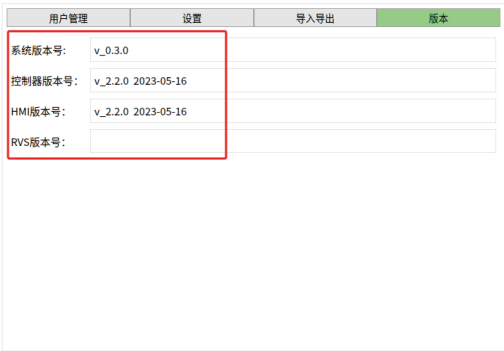 用户管理 设置 导入导出 版本
系统版本号: v_0.3.0
控制器版本号: v_2.2.0 2023-05-16
HMI版本号: v_2.2.0 2023-05-16
RVS版本号: